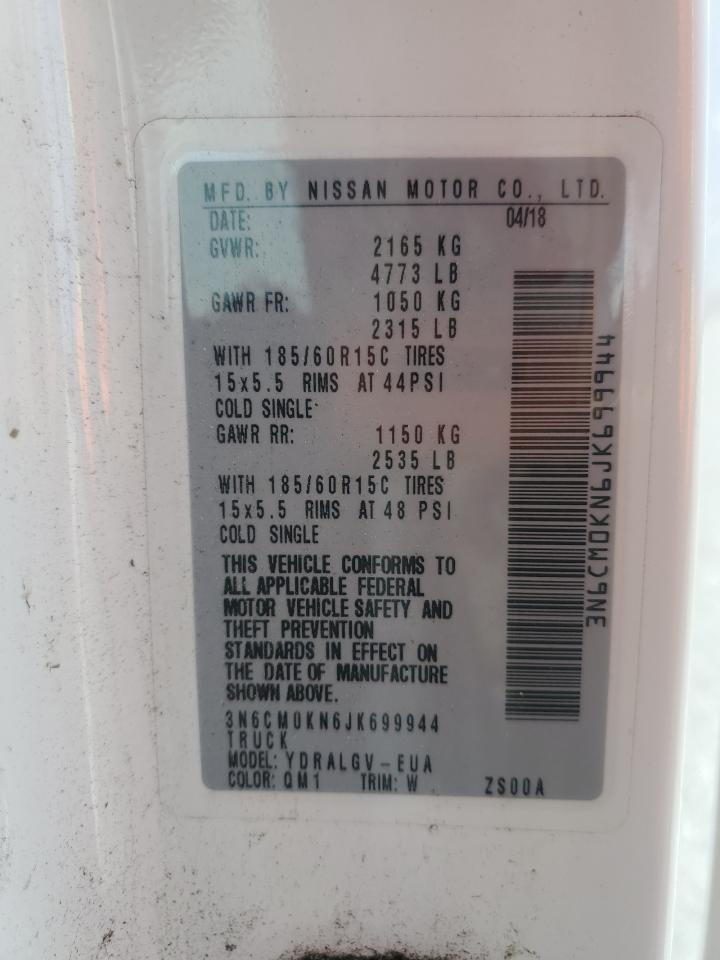 MFD. BY NISSAN MOTOR CO., LTD.
DATE: 04/18
GVWR: 2165 KG
4773 LB
GAWR FR: 1050 KG
2315 LB
WITH 185/60R15C TIRES
15x5.5 RIMS AT 44PSI
COLD SINGLE
GAWR RR: 1150 KG
2535 LB
WITH 185/60R15C TIRES
15x5.5 RIMS AT 48 PSI
COLD SINGLE
THIS VEHICLE CONFORMS TO
ALL APPLICABLE FEDERAL
MOTOR VEHICLE SAFETY AND
THEFT PREVENTION
STANDARDS IN EFFECT ON
THE DATE OF MANUFACTURE
SHOWN ABOVE.
3N6CM0KN6JK699944
TRUCK
MODEL: YDRALGV-EUA
COLOR: QM1 TRIM: W ZS00A
3N6CM0KN6JK699944